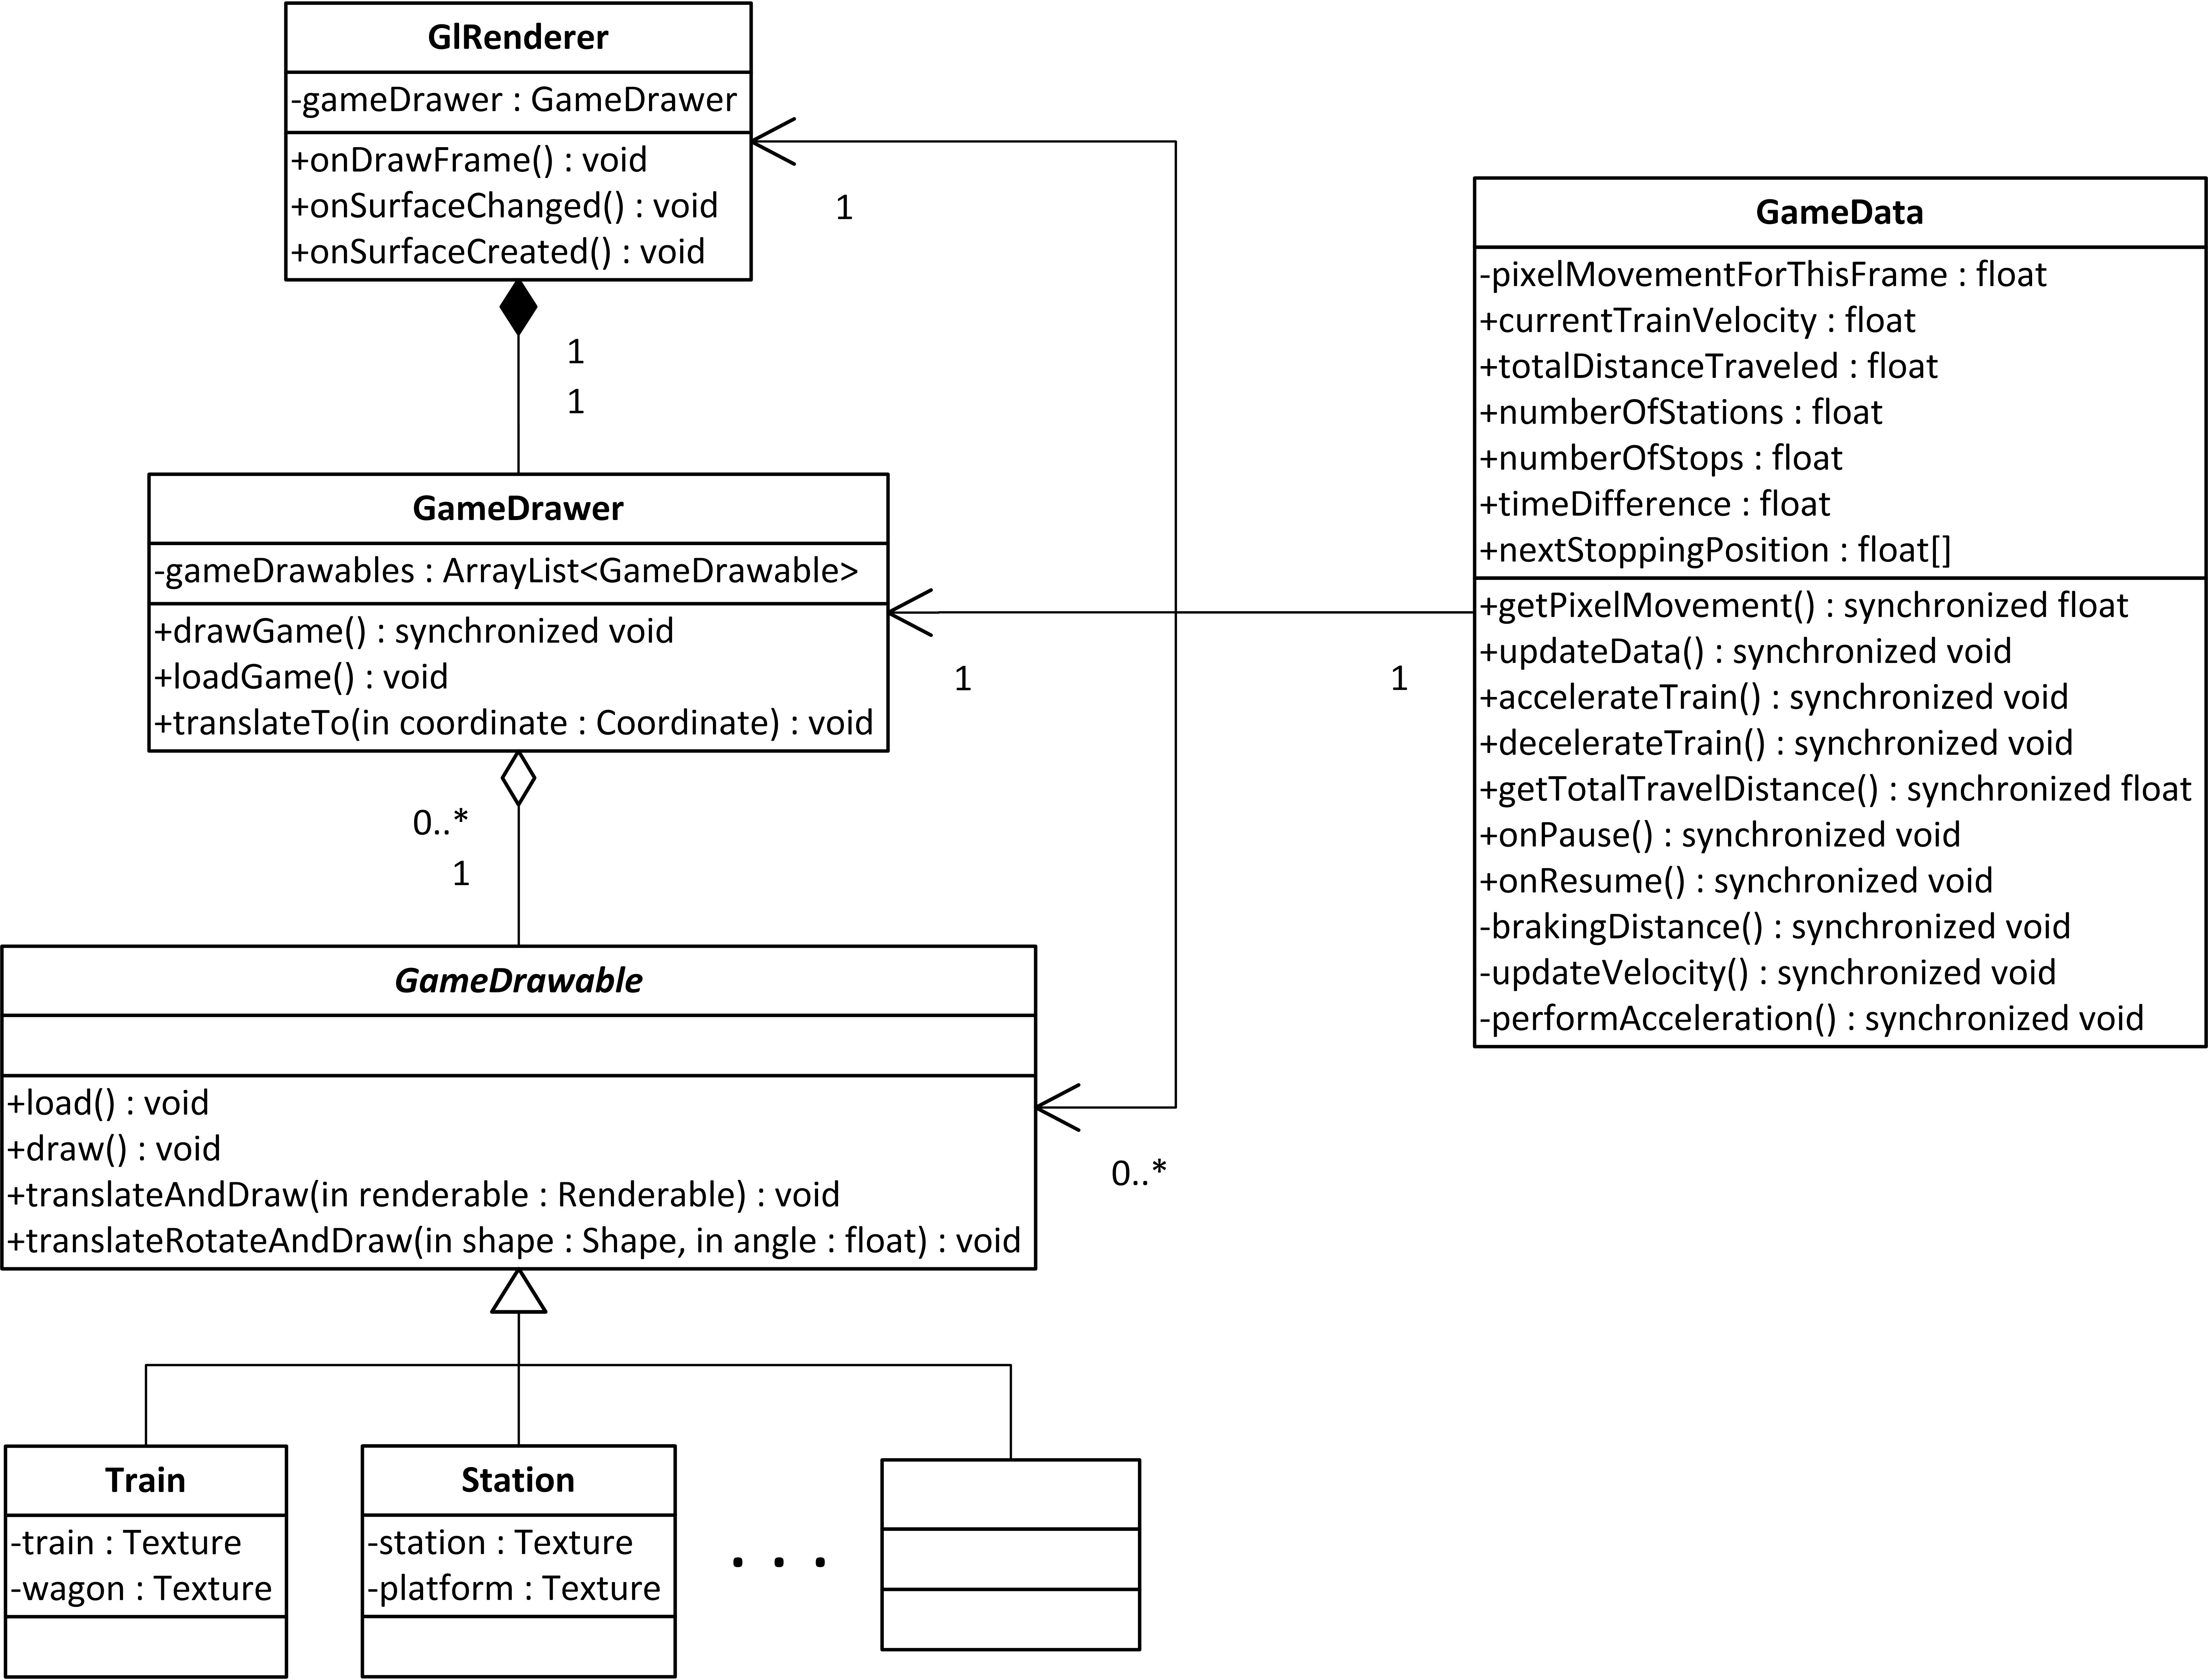 GlRenderer
-gameDrawer : GameDrawer
+onDrawFrame() : void
+onSurfaceChanged() : void
+onSurfaceCreated() : void
1
1
1
GameDrawer
-gameDrawables : ArrayList<GameDrawable>
+drawGame() : synchronized void
+loadGame() : void
+translateTo(in coordinate : Coordinate) : void
1
1
0..*
1
GameDrawable
+load() : void
+draw() : void
+translateAndDraw(in renderable : Renderable) : void
+translateRotateAndDraw(in shape : Shape, in angle : float) : void
0..*
GameData
-pixelMovementForThisFrame : float
+currentTrainVelocity : float
+totalDistanceTraveled : float
+numberOfStations : float
+numberOfStops : float
+timeDifference : float
+nextStoppingPosition : float[]
+getPixelMovement() : synchronized float
+updateData() : synchronized void
+accelerateTrain() : synchronized void
+decelerateTrain() : synchronized void
+getTotalTravelDistance() : synchronized float
+onPause() : synchronized void
+onResume() : synchronized void
-brakingDistance() : synchronized void
-updateVelocity() : synchronized void
-performAcceleration() : synchronized void
Train
-train : Texture
-wagon : Texture
Station
-station : Texture
-platform : Texture
. . .